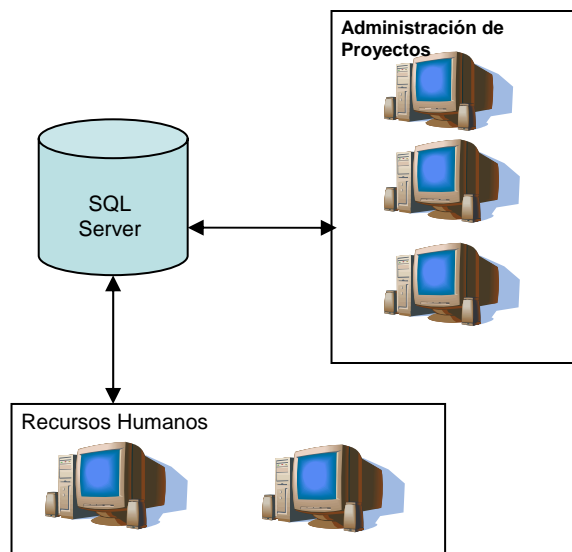 Administración de
Proyectos
SQL
Server
Recursos Humanos